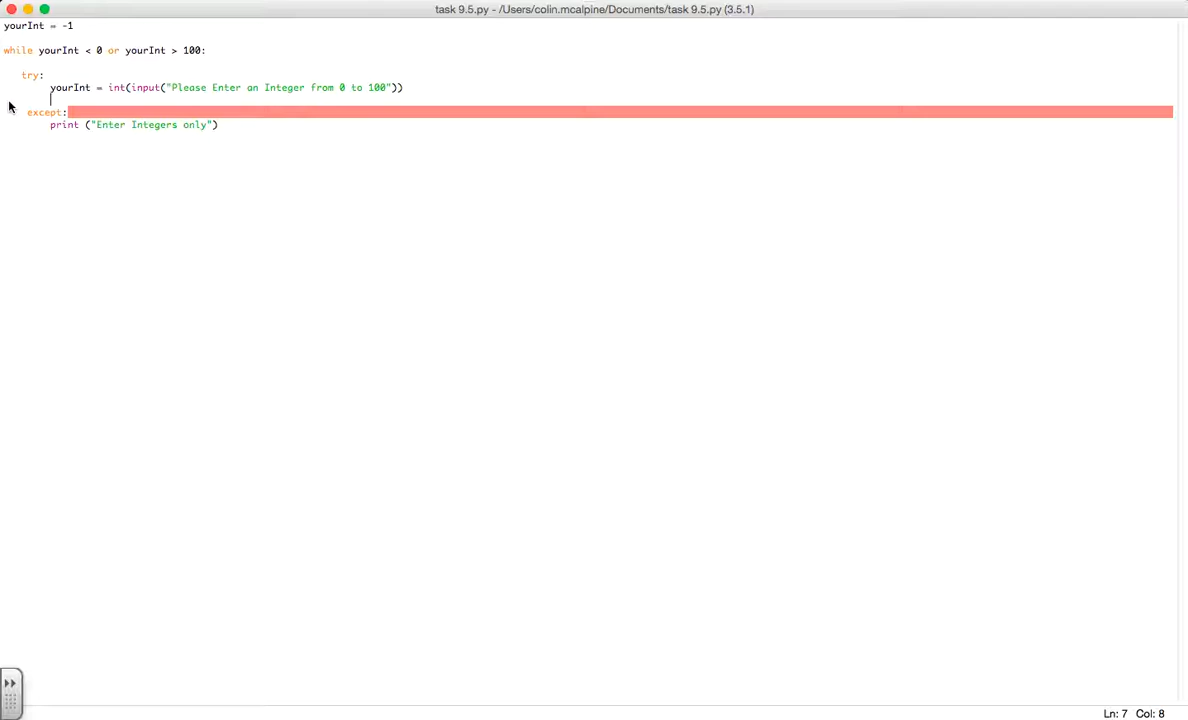 task 9.5.py - /Users/colin.mcalpine/Documents/task 9.5.py (3.5.1)
yourInt = -1
while yourInt < 0 or yourInt > 100:
try:
yourInt = int(input("Please Enter an Integer from 0 to 100"))
except:
print ("Enter Integers only")
Ln: 7 Col: 8